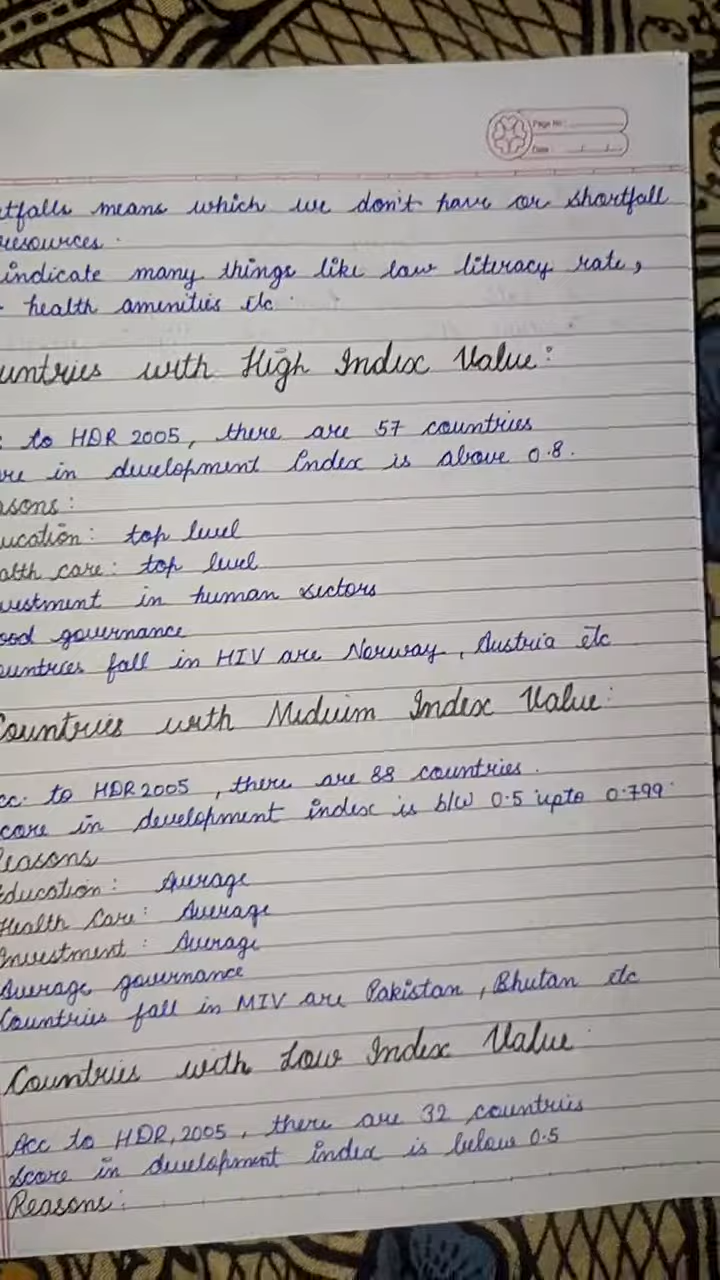 Page No:
Date:
tfalls means which we don't have or shortfall
resources.
indicate many things like low literacy rate,
health amenities etc.
untries with High Index Value:
to HDR 2005, there are 57 countries
re in development index is above 0.8.
asons:
ucation: top level
alth care: top level
vestment in human sectors
ood governance
ountries fall in HIV are Norway, Austria etc
Countries with Medium Index Value:
cc. to HDR 2005, there are 88 countries.
core in development index is b/w 0.5 upto 0.799.
Reasons
Education: Average
Health Care: Average
Investment: Average
Average governance
Countries fall in MIV are Pakistan, Bhutan etc
Countries with Low Index Value:
Acc to HDR, 2005, there are 32 countries
Score in development index is below 0.5
Reasons: